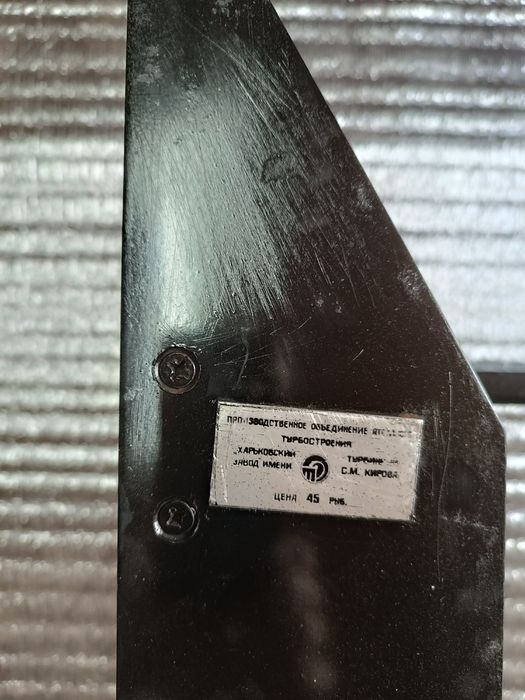 ПРОИЗВОДСТВЕННОЕ ОБЪЕДИНЕНИЕ
ТУРБОСТРОЕНИЯ
ХАРЬКОВСКИЙ
ЗАВОД ИМЕНИ С.М. КИРОВА
ЦЕНА 45 РУБ.